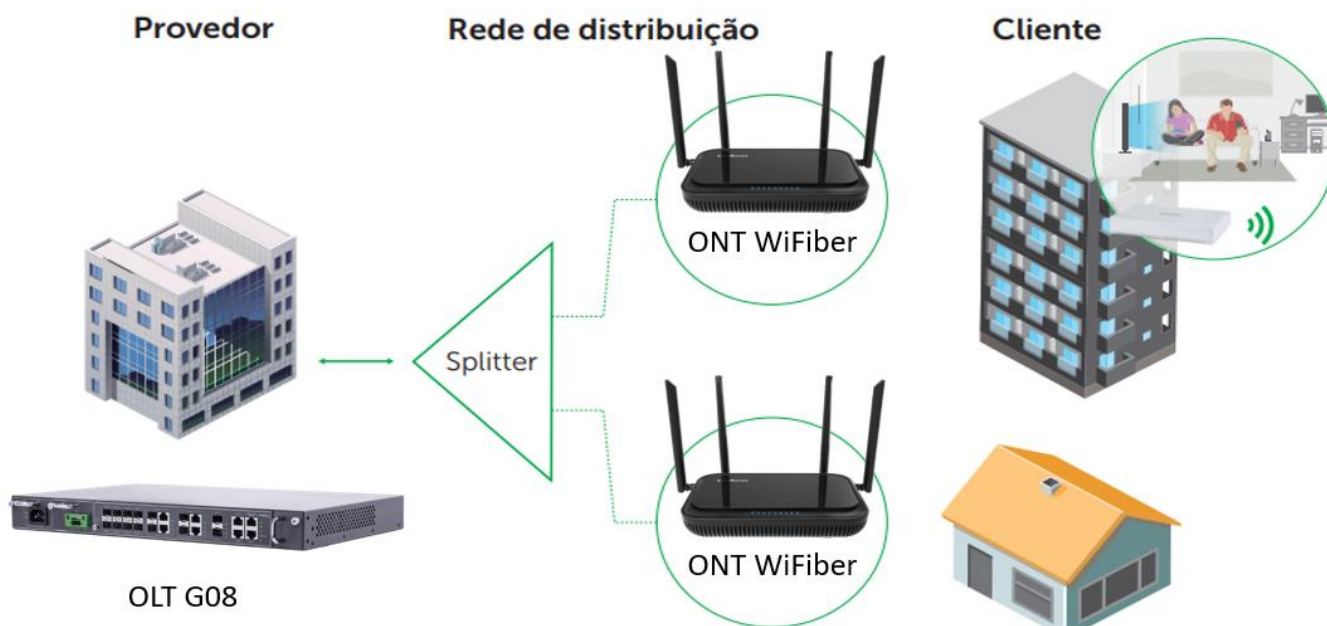 Provedor
Rede de distribuição
Cliente
ONT WiFiber
Splitter
ONT WiFiber
OLT G08